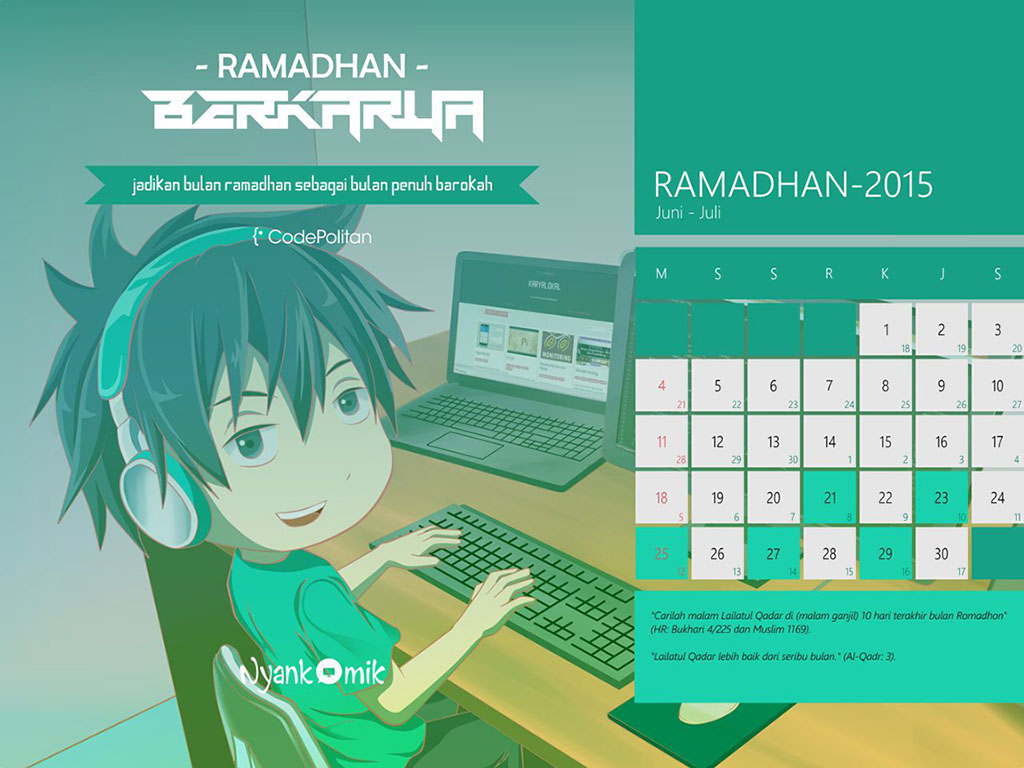 - RAMADHAN -
BERKARYA
jadikan bulan ramadhan sebagai bulan penuh barokah
{• CodePolitan
KARYALOKAL
MONITORING
Nyankomik
RAMADHAN-2015
Juni - Juli
M S S R K J S
1 2 3
18 19 20
4 5 6 7 8 9 10
21 22 23 24 25 26 27
11 12 13 14 15 16 17
28 29 30 1 2 3 4
18 19 20 21 22 23 24
5 6 7 8 9 10 11
25 26 27 28 29 30
12 13 14 15 16 17
"Carilah malam Lailatul Qadar di (malam ganjil) 10 hari terakhir bulan Romadhon"
(HR: Bukhari 4/225 dan Muslim 1169).
"Lailatul Qadar lebih baik dari seribu bulan." (Al-Qadr: 3).